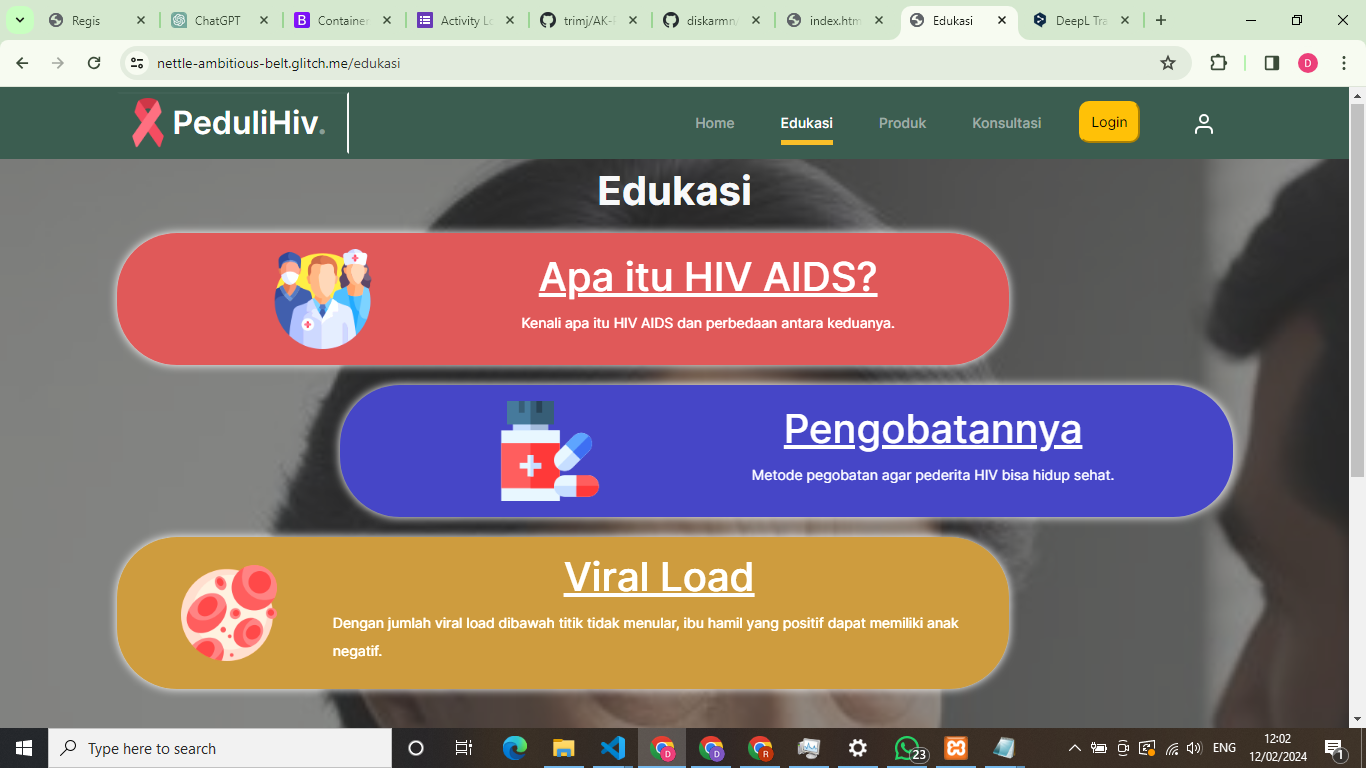 Regis
ChatGPT
Container
Activity Lo
trimj/AK-i
diskarmn/
index.htm
Edukasi
DeepL Tra
nettle-ambitious-belt.glitch.me/edukasi
D
PeduliHiv.
Home
Edukasi
Produk
Konsultasi
Login
Edukasi
Apa itu HIV AIDS?
Kenali apa itu HIV AIDS dan perbedaan antara keduanya.
Pengobatannya
Metode pegobatan agar pederita HIV bisa hidup sehat.
Viral Load
Dengan jumlah viral load dibawah titik tidak menular, ibu hamil yang positif dapat memiliki anak
negatif.
Type here to search
D
D
R
23
ENG
12:02
12/02/2024
1